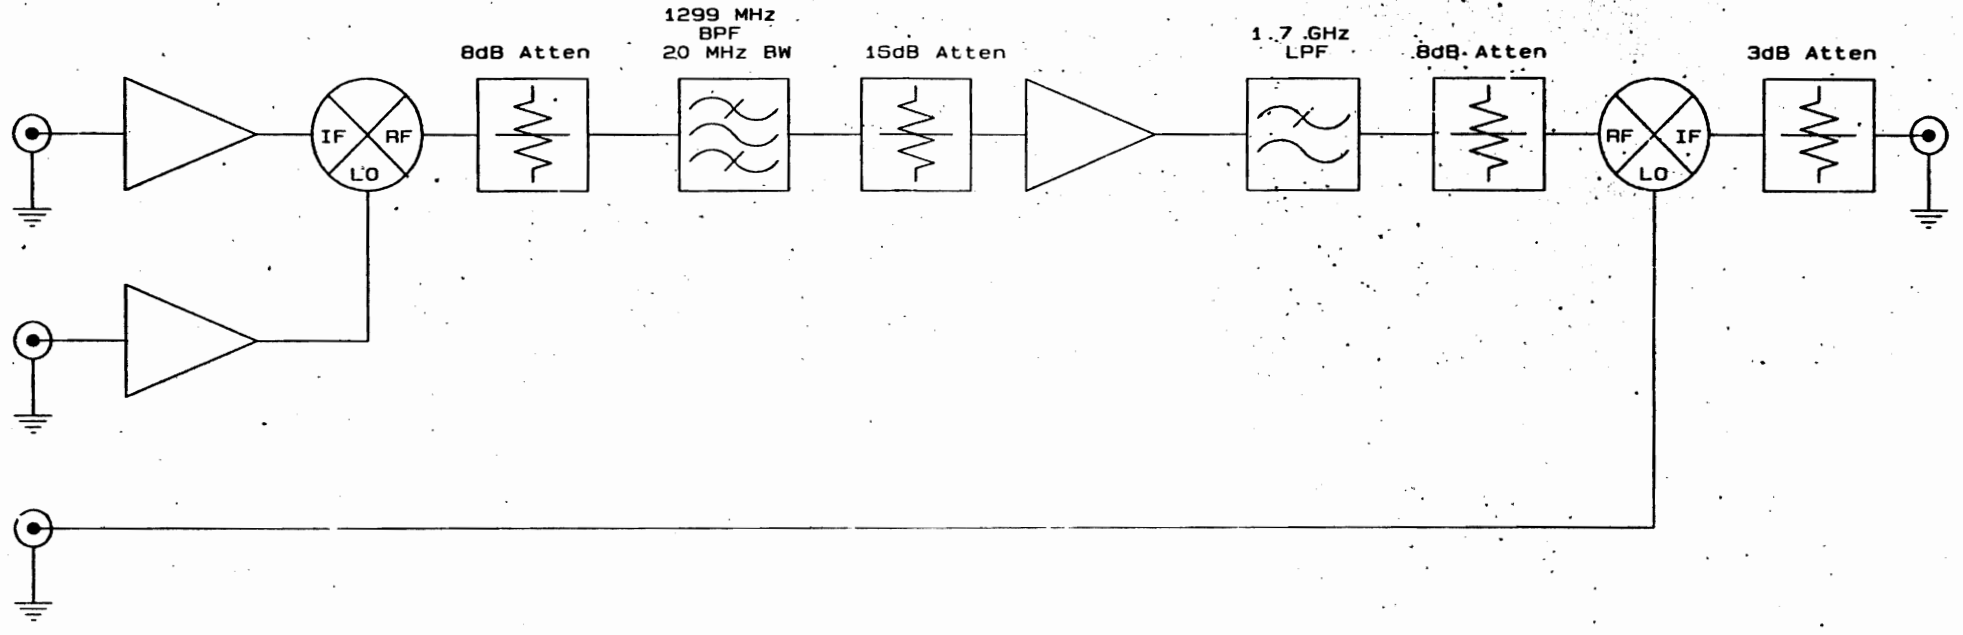 1299 MHz
BPF
20 MHz BW
8dB Atten
15dB Atten
1.7 GHz
LPF
8dB Atten
3dB Atten
IF RF
LO
RF IF
LO